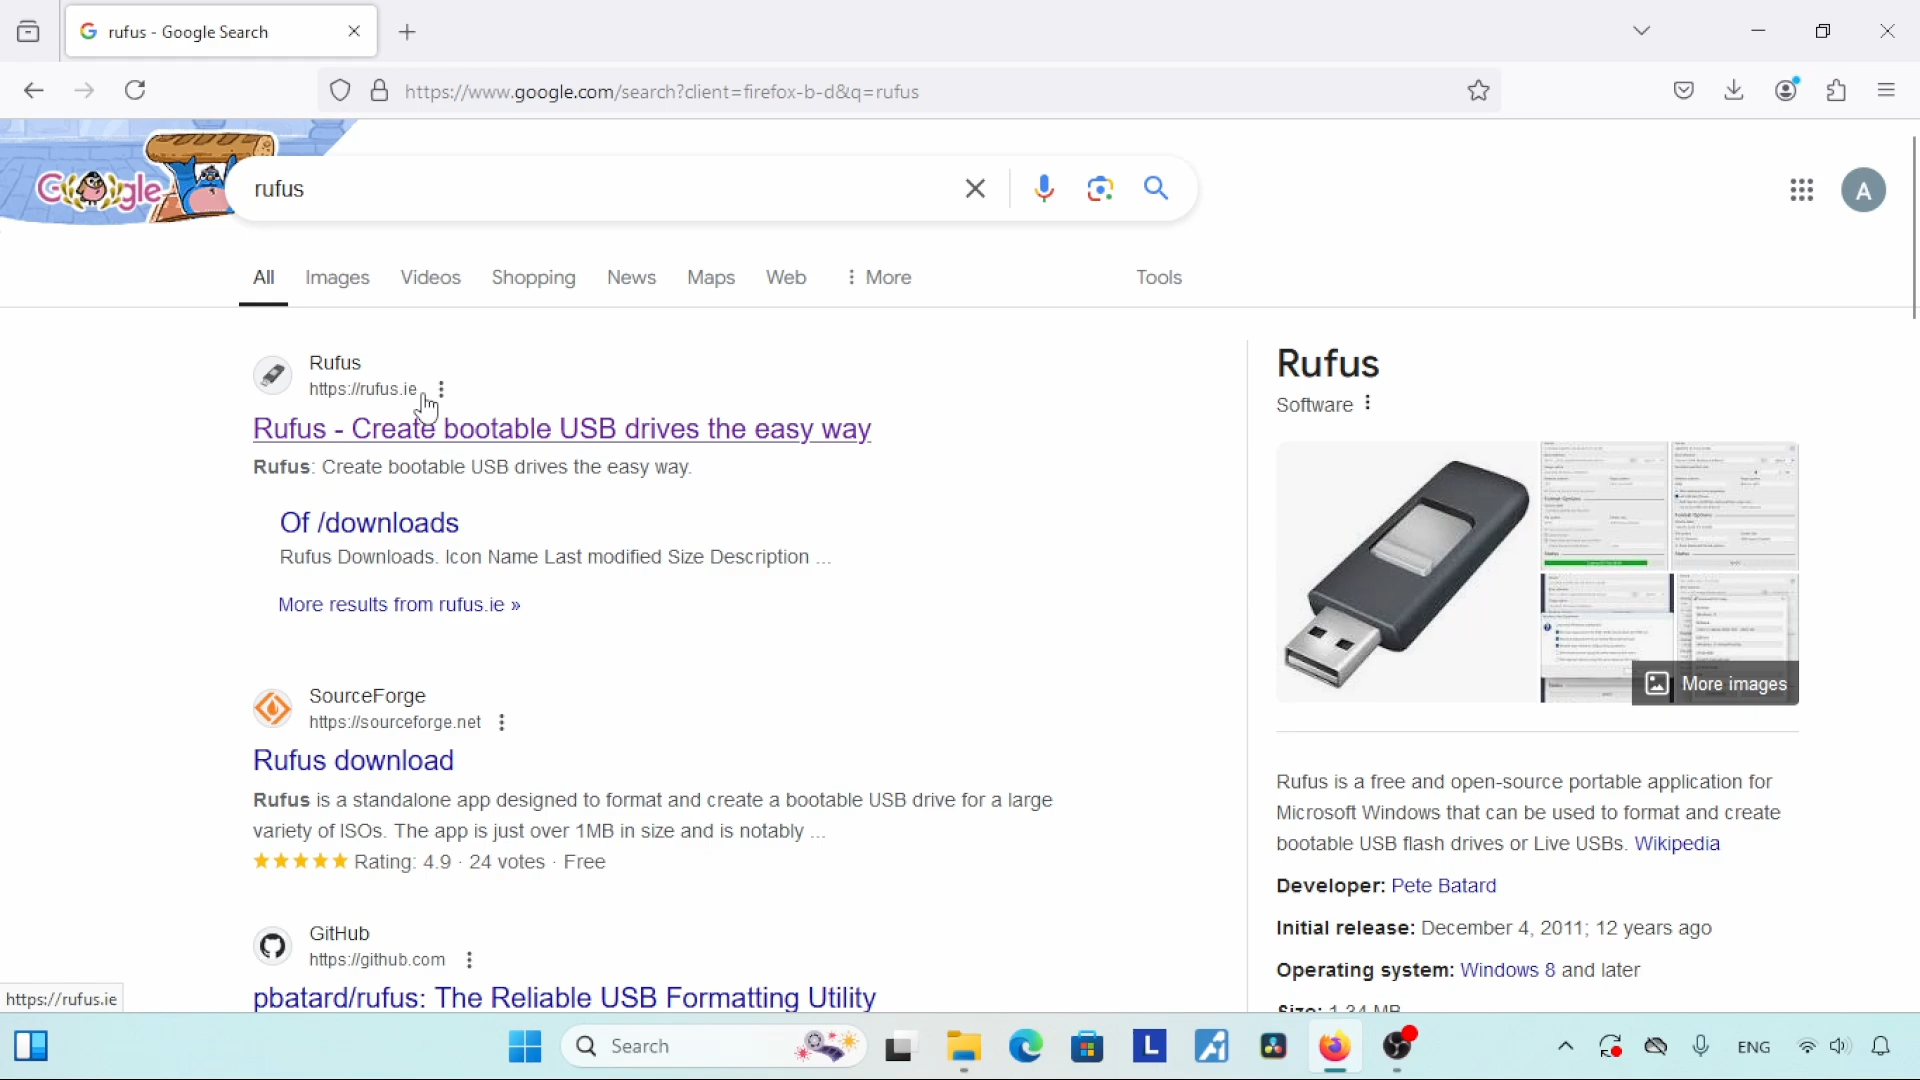 rufus - Google Search
https://www.google.com/search?client=firefox-b-d&q=rufus
Google
rufus
A
All Images Videos Shopping News Maps Web More Tools
Rufus
https://rufus.ie
Rufus - Create bootable USB drives the easy way
Rufus: Create bootable USB drives the easy way.
Of /downloads
Rufus Downloads. Icon Name Last modified Size Description ...
More results from rufus.ie »
SourceForge
https://sourceforge.net
Rufus download
Rufus is a standalone app designed to format and create a bootable USB drive for a large
variety of ISOs. The app is just over 1MB in size and is notably ...
Rating: 4.9 · 24 votes · Free
GitHub
https://github.com
pbatard/rufus: The Reliable USB Formatting Utility
Rufus
Software
More images
Rufus is a free and open-source portable application for
Microsoft Windows that can be used to format and create
bootable USB flash drives or Live USBs. Wikipedia
Developer: Pete Batard
Initial release: December 4, 2011; 12 years ago
Operating system: Windows 8 and later
Size: 1.34 MB
https://rufus.ie
Search
L
ENG